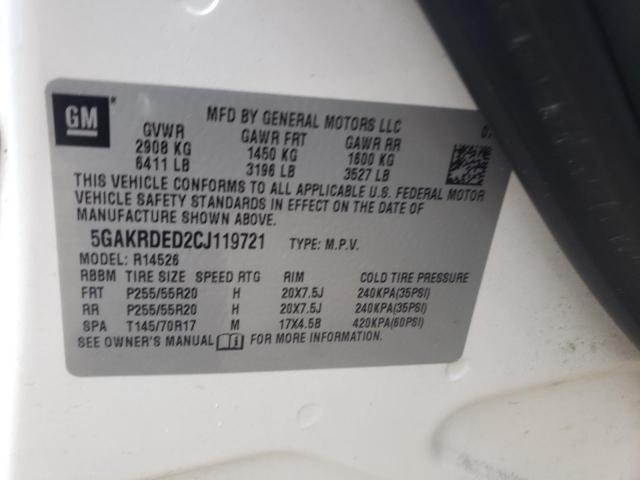 GM
MFD BY GENERAL MOTORS LLC
GVWR GAWR FRT GAWR RR
2908 KG 1450 KG 1600 KG
6411 LB 3196 LB 3527 LB
THIS VEHICLE CONFORMS TO ALL APPLICABLE U.S. FEDERAL MOTOR
VEHICLE SAFETY STANDARDS IN EFFECT ON THE DATE OF
MANUFACTURE SHOWN ABOVE.
5GAKRDED2CJ119721 TYPE: M.P.V.
MODEL: R14526
RBBM TIRE SIZE SPEED RTG RIM COLD TIRE PRESSURE
FRT P255/55R20 H 20X7.5J 240KPA(35PSI)
RR P255/55R20 H 20X7.5J 240KPA(35PSI)
SPA T145/70R17 M 17X4.5B 420KPA(60PSI)
SEE OWNER'S MANUAL FOR MORE INFORMATION.